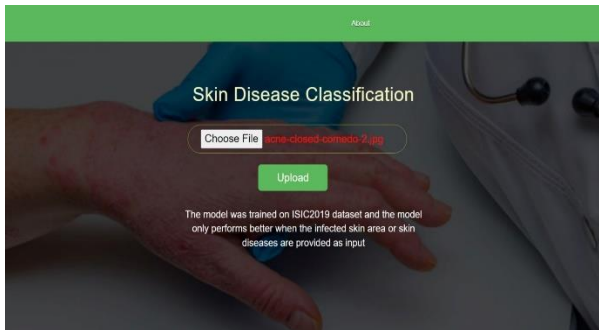 About
Skin Disease Classification
Choose File acne-closed-comedo-2.jpg
Upload
The model was trained on ISIC2019 dataset and the model
only performs better when the infected skin area or skin
diseases are provided as input